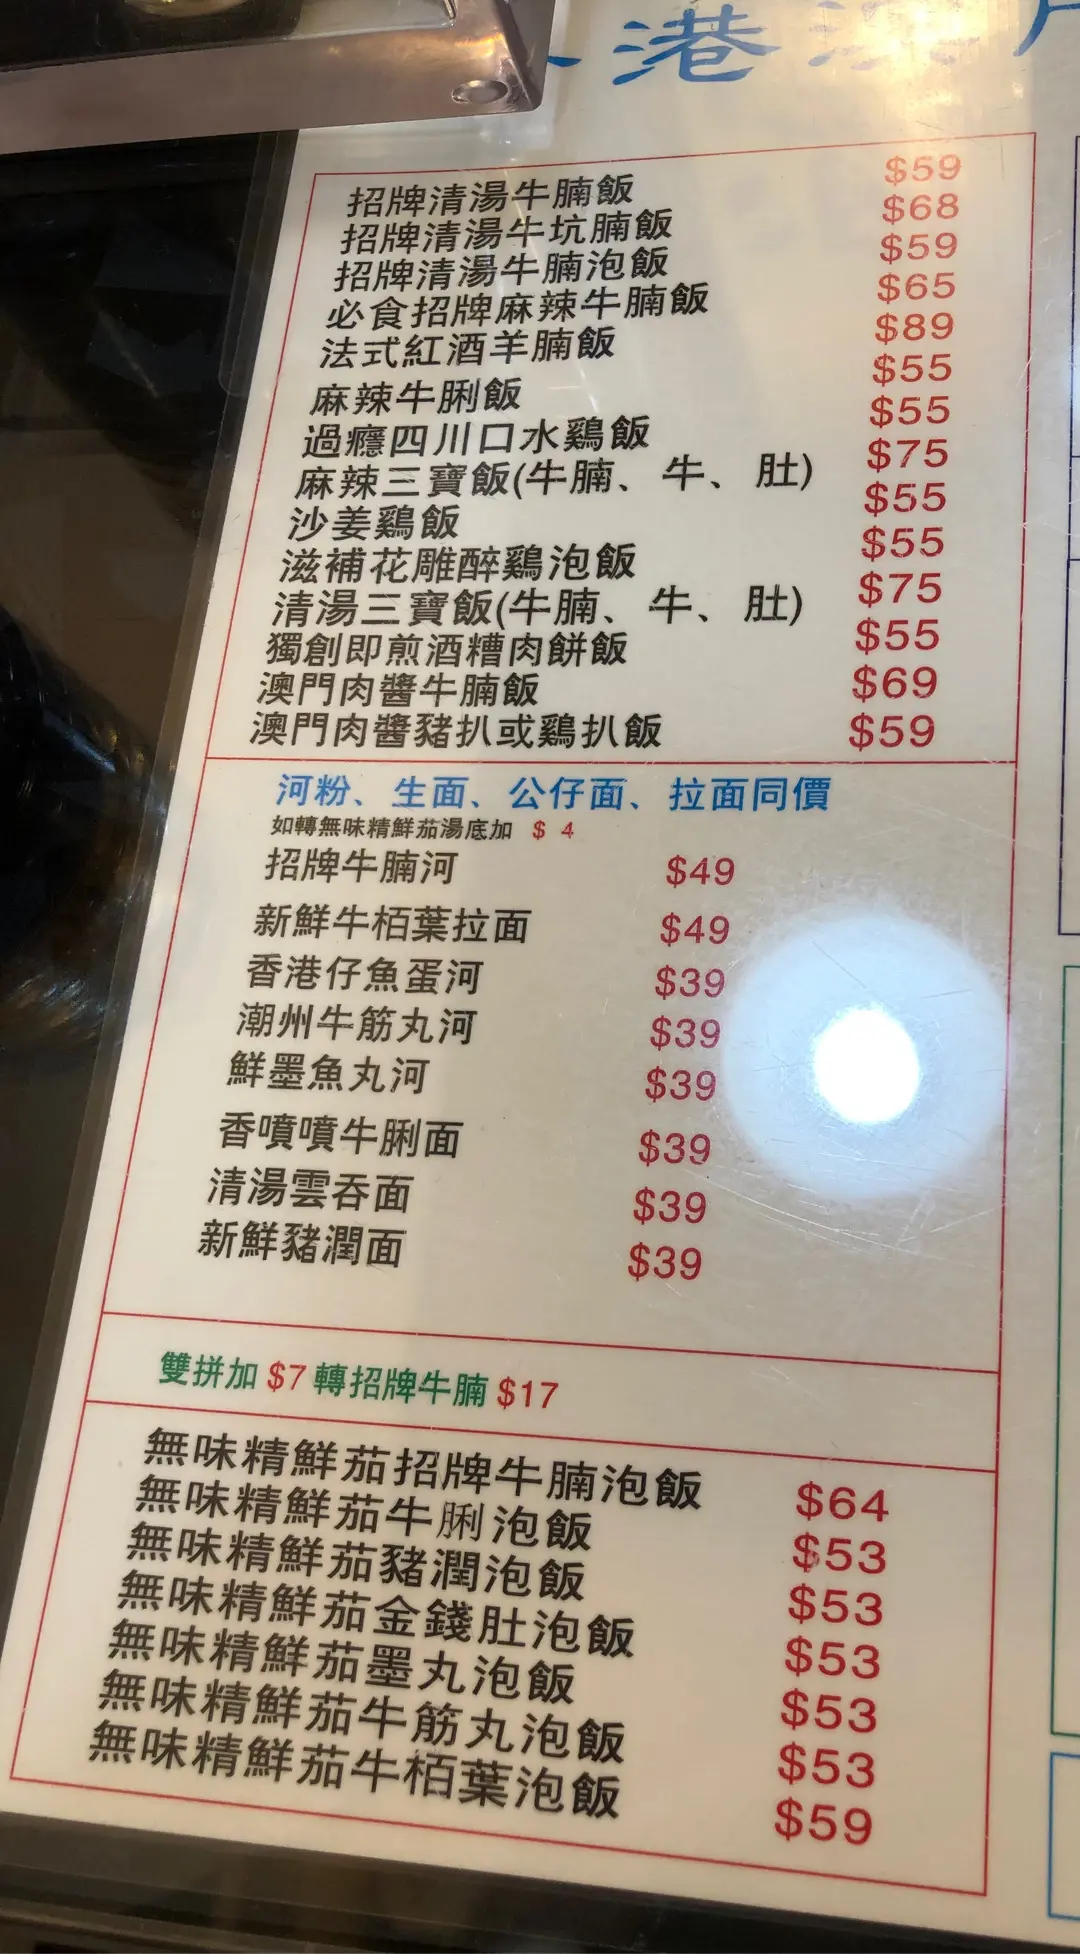 港
招牌清湯牛腩飯 $59
招牌清湯牛坑腩飯 $68
招牌清湯牛腩泡飯 $59
必食招牌麻辣牛腩飯 $65
法式紅酒羊腩飯 $89
麻辣牛脷飯 $55
過癮四川口水鷄飯 $55
麻辣三寶飯(牛腩、牛、肚) $75
沙姜鷄飯 $55
滋補花雕醉鷄泡飯 $55
清湯三寶飯(牛腩、牛、肚) $75
獨創即煎酒糟肉餅飯 $55
澳門肉醬牛腩飯 $69
澳門肉醬豬扒或鷄扒飯 $59
河粉、生面、公仔面、拉面同價
如轉無味精鮮茄湯底加 $ 4
招牌牛腩河 $49
新鮮牛栢葉拉面 $49
香港仔魚蛋河 $39
潮州牛筋丸河 $39
鮮墨魚丸河 $39
香噴噴牛脷面 $39
清湯雲吞面 $39
新鮮豬潤面 $39
雙拼加 $7 轉招牌牛腩 $17
無味精鮮茄招牌牛腩泡飯 $64
無味精鮮茄牛脷泡飯 $53
無味精鮮茄豬潤泡飯 $53
無味精鮮茄金錢肚泡飯 $53
無味精鮮茄墨丸泡飯 $53
無味精鮮茄牛筋丸泡飯 $53
無味精鮮茄牛栢葉泡飯 $59